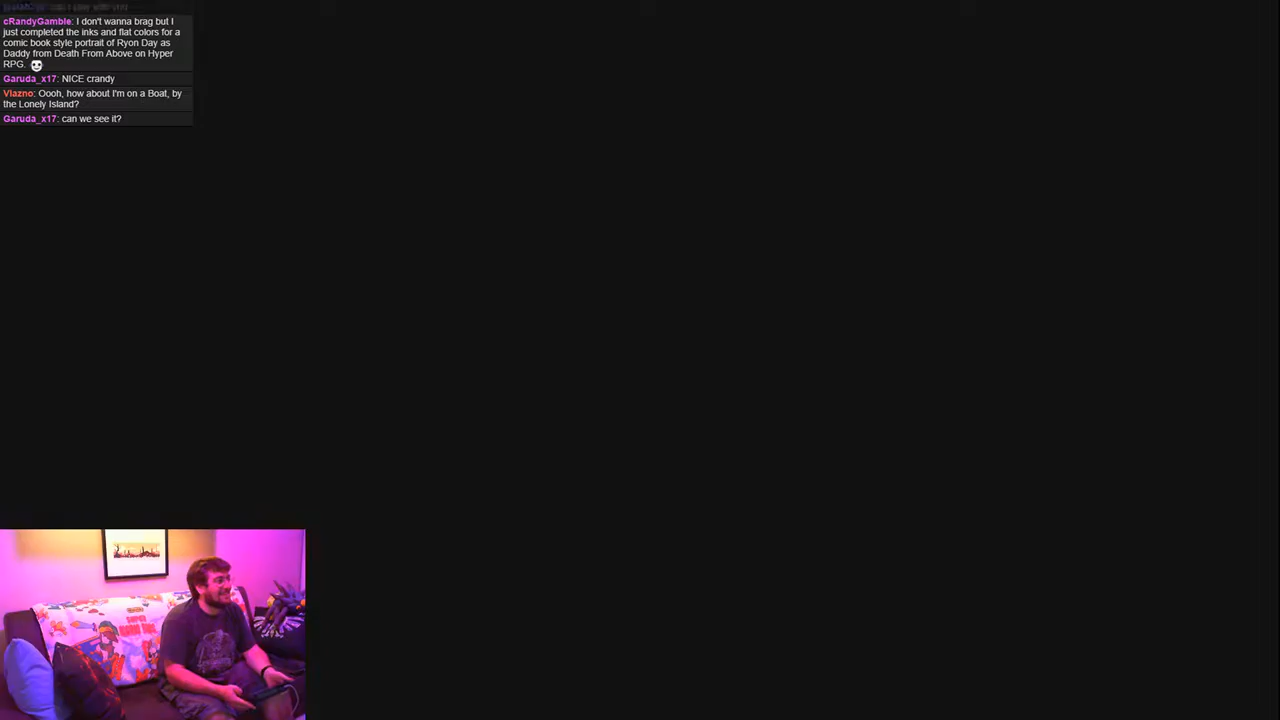 cRandyGamble: I don't wanna brag but I
just completed the inks and flat colors for a
comic book style portrait of Ryon Day as
Daddy from Death From Above on Hyper
RPG.
Garuda_x17: NICE crandy
Vlazno: Oooh, how about I'm on a Boat, by
the Lonely Island?
Garuda_x17: can we see it?